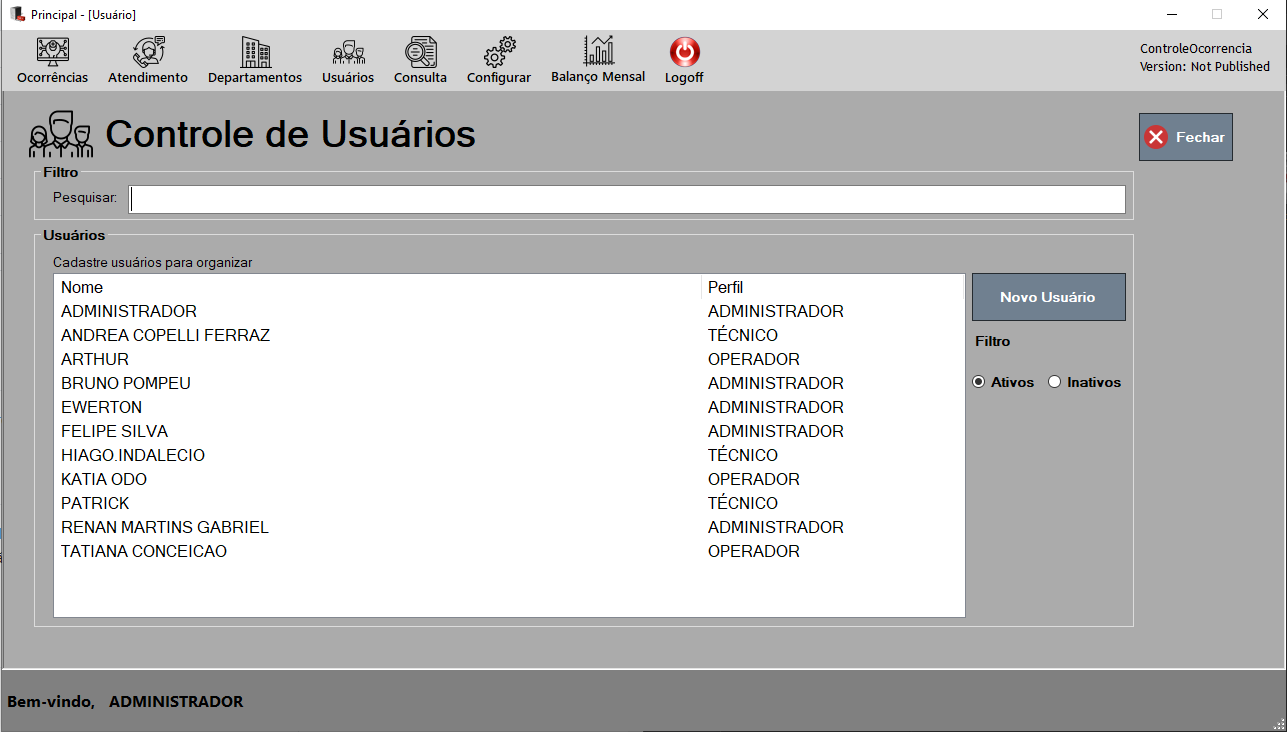 Principal - [Usuário]
Ocorrências Atendimento Departamentos Usuários Consulta Configurar Balanço Mensal Logoff
ControleOcorrencia
Version: Not Published
Controle de Usuários
Fechar
Filtro
Pesquisar:
Usuários
Cadastre usuários para organizar
Nome Perfil
ADMINISTRADOR ADMINISTRADOR
ANDREA COPELLI FERRAZ TÉCNICO
ARTHUR OPERADOR
BRUNO POMPEU ADMINISTRADOR
EWERTON ADMINISTRADOR
FELIPE SILVA ADMINISTRADOR
HIAGO.INDALECIO TÉCNICO
KATIA ODO OPERADOR
PATRICK TÉCNICO
RENAN MARTINS GABRIEL ADMINISTRADOR
TATIANA CONCEICAO OPERADOR
Novo Usuário
Filtro
Ativos Inativos
Bem-vindo, ADMINISTRADOR